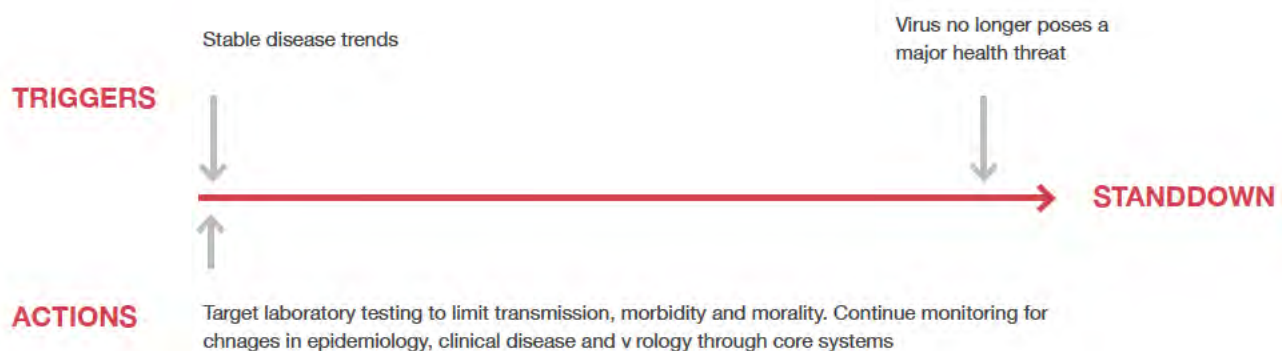 Stable disease trends
Virus no longer poses a
major health threat
TRIGGERS
STANDDOWN
ACTIONS
Target laboratory testing to limit transmission, morbidity and morality. Continue monitoring for
chnages in epidemiology, clinical disease and v rology through core systems